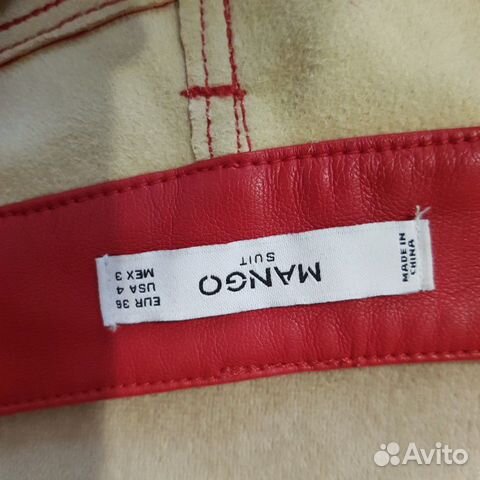 MANGO
SUIT
EUR 36
USA 4
MEX 3
MADE IN
CHINA
Avito